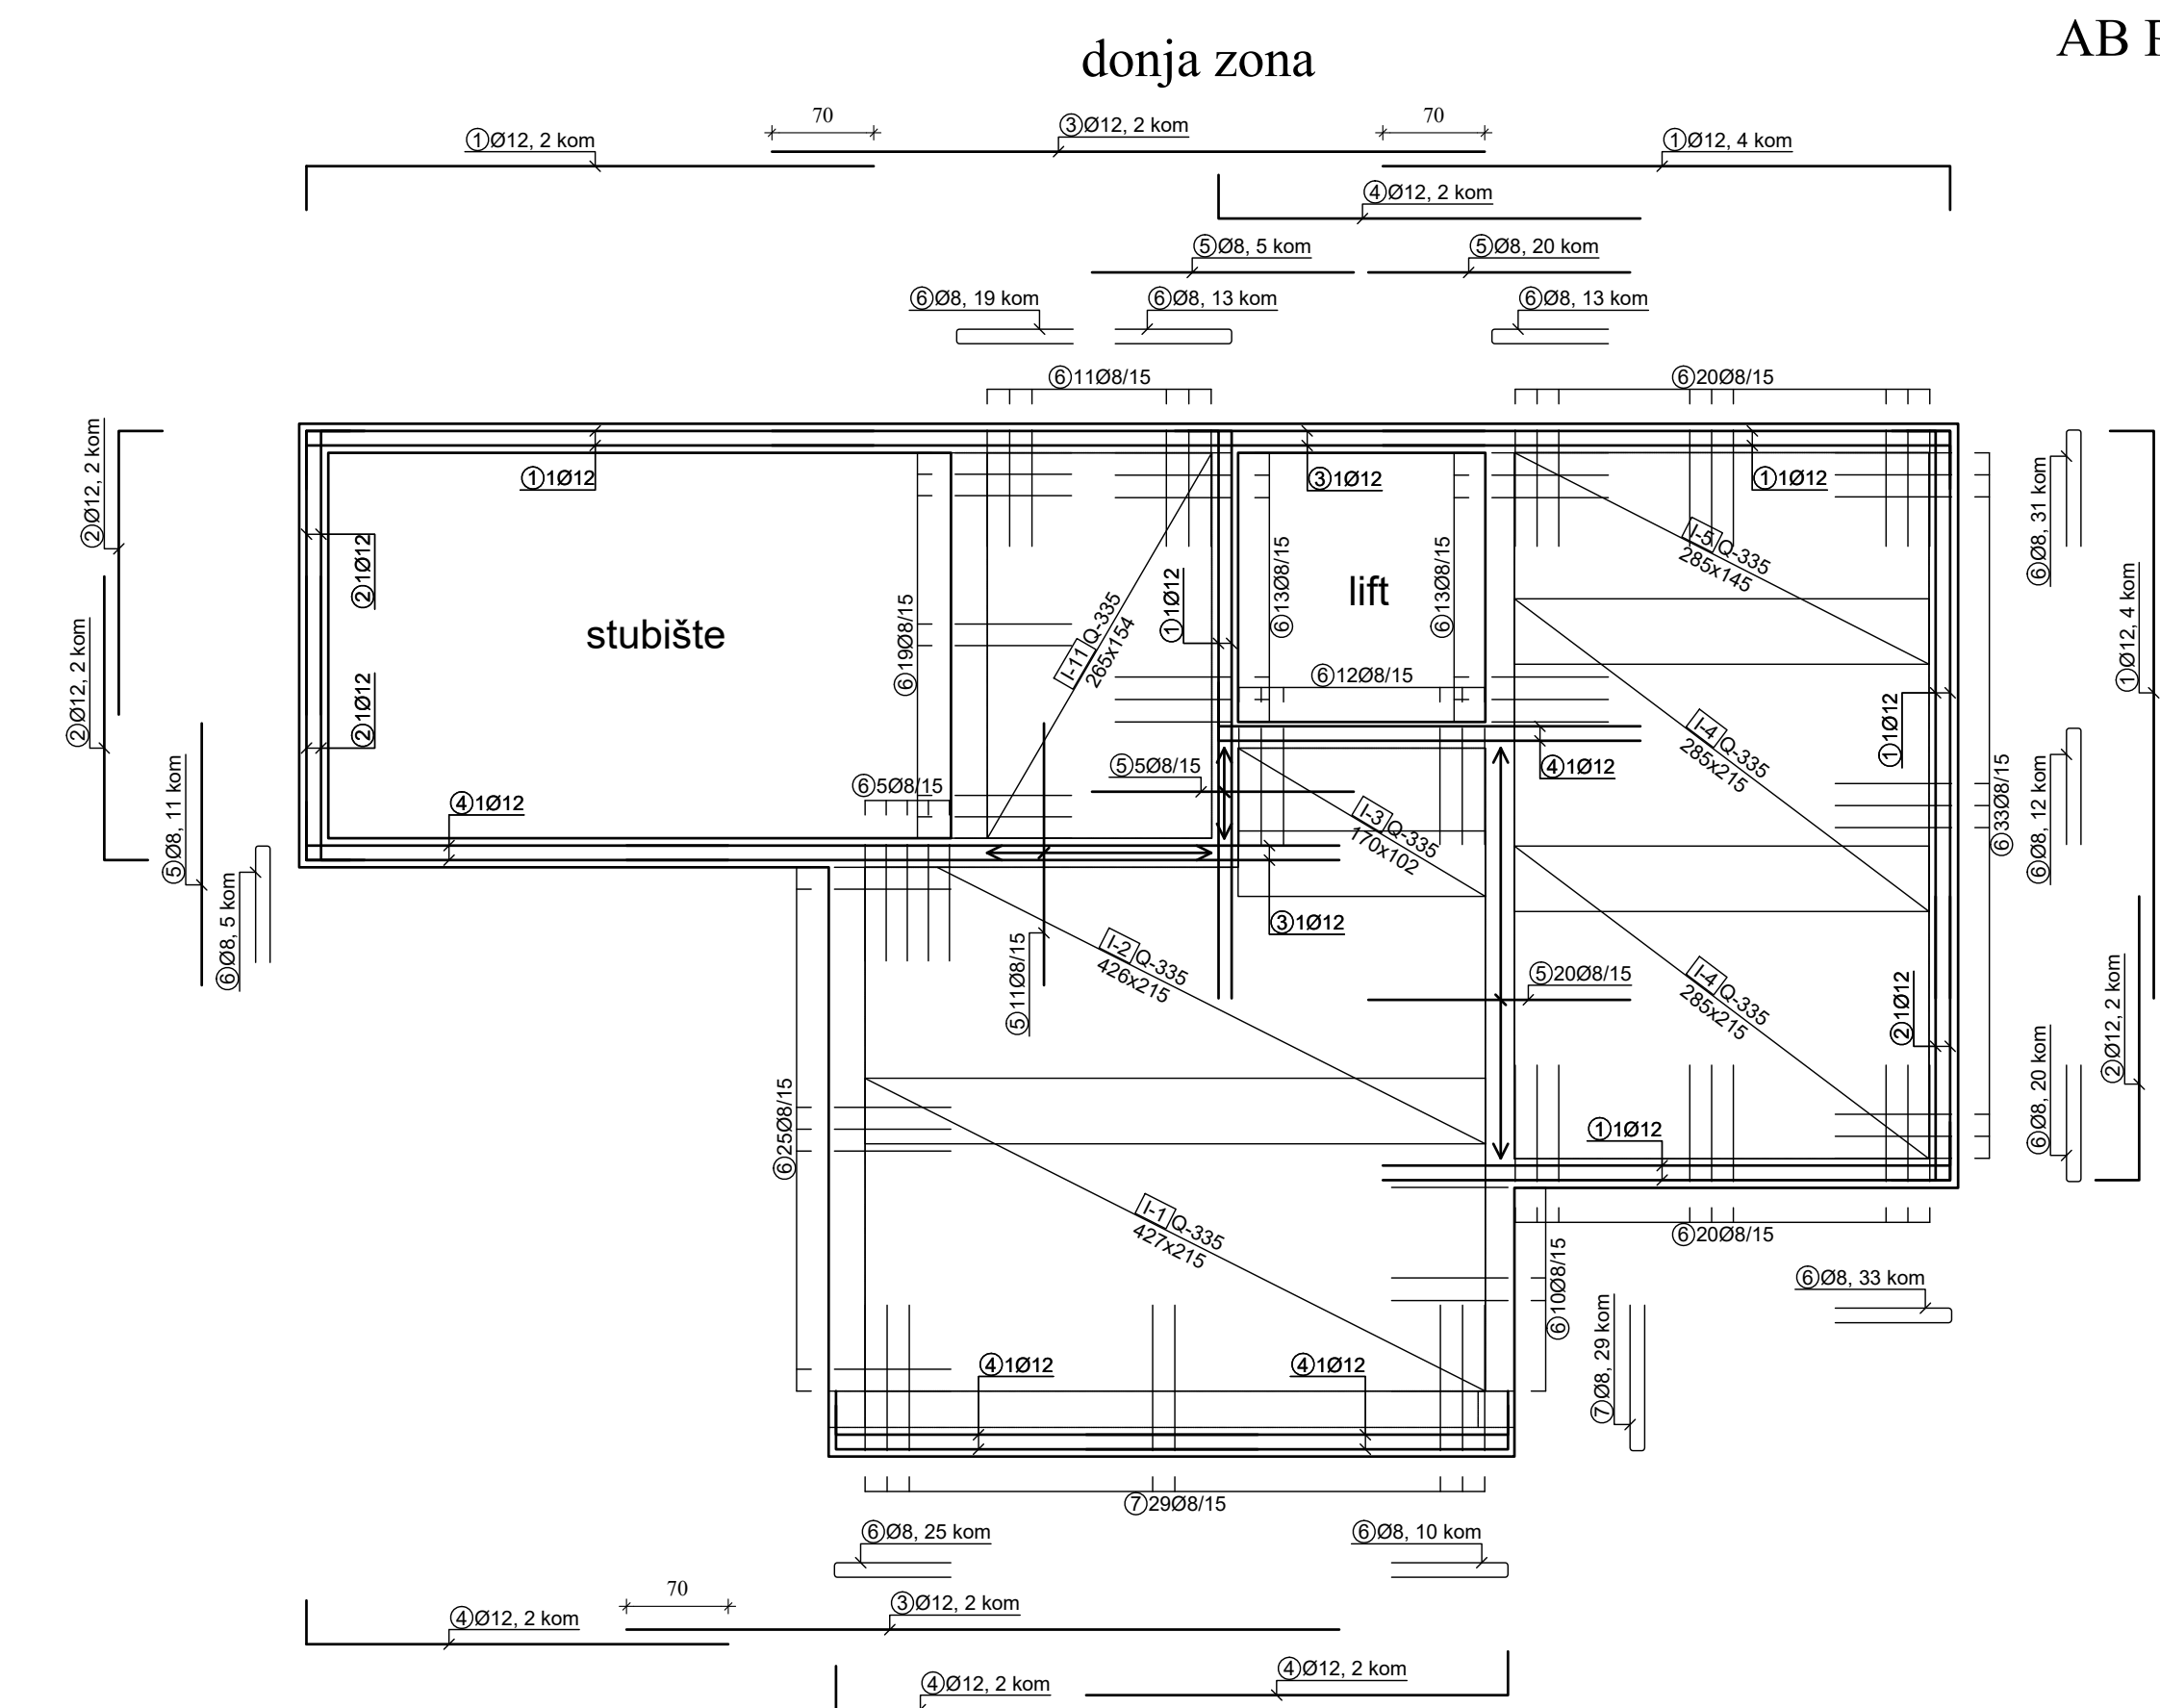 donja zona
AB
70
70
①Ø12, 2 kom
③Ø12, 2 kom
①Ø12, 4 kom
④Ø12, 2 kom
⑤Ø8, 5 kom
⑤Ø8, 20 kom
⑥Ø8, 19 kom
⑥Ø8, 13 kom
⑥Ø8, 13 kom
⑥11Ø8/15
⑥20Ø8/15
②Ø12, 2 kom
②Ø12, 2 kom
⑤Ø8, 11 kom
⑥Ø8, 5 kom
①1Ø12
③1Ø12
①1Ø12
②1Ø12
②1Ø12
stubište
⑥19Ø8/15
I-11 Q-335
265x154
①1Ø12
⑥13Ø8/15
lift
⑥13Ø8/15
⑥12Ø8/15
I-5 Q-335
285x145
I-4 Q-335
285x215
①1Ø12
⑥33Ø8/15
⑥Ø8, 31 kom
①Ø12, 4 kom
⑥Ø8, 12 kom
④1Ø12
⑥5Ø8/15
⑤5Ø8/15
④1Ø12
I-3 Q-335
170x102
③1Ø12
I-2 Q-335
426x215
⑤11Ø8/15
⑤20Ø8/15
I-4 Q-335
285x215
②1Ø12
②Ø12, 2 kom
⑥Ø8, 20 kom
⑥25Ø8/15
①1Ø12
I-1 Q-335
427x215
⑥20Ø8/15
⑥10Ø8/15
⑥Ø8, 33 kom
⑦Ø8, 29 kom
④1Ø12
④1Ø12
⑦29Ø8/15
⑥Ø8, 25 kom
⑥Ø8, 10 kom
70
④Ø12, 2 kom
③Ø12, 2 kom
④Ø12, 2 kom
④Ø12, 2 kom